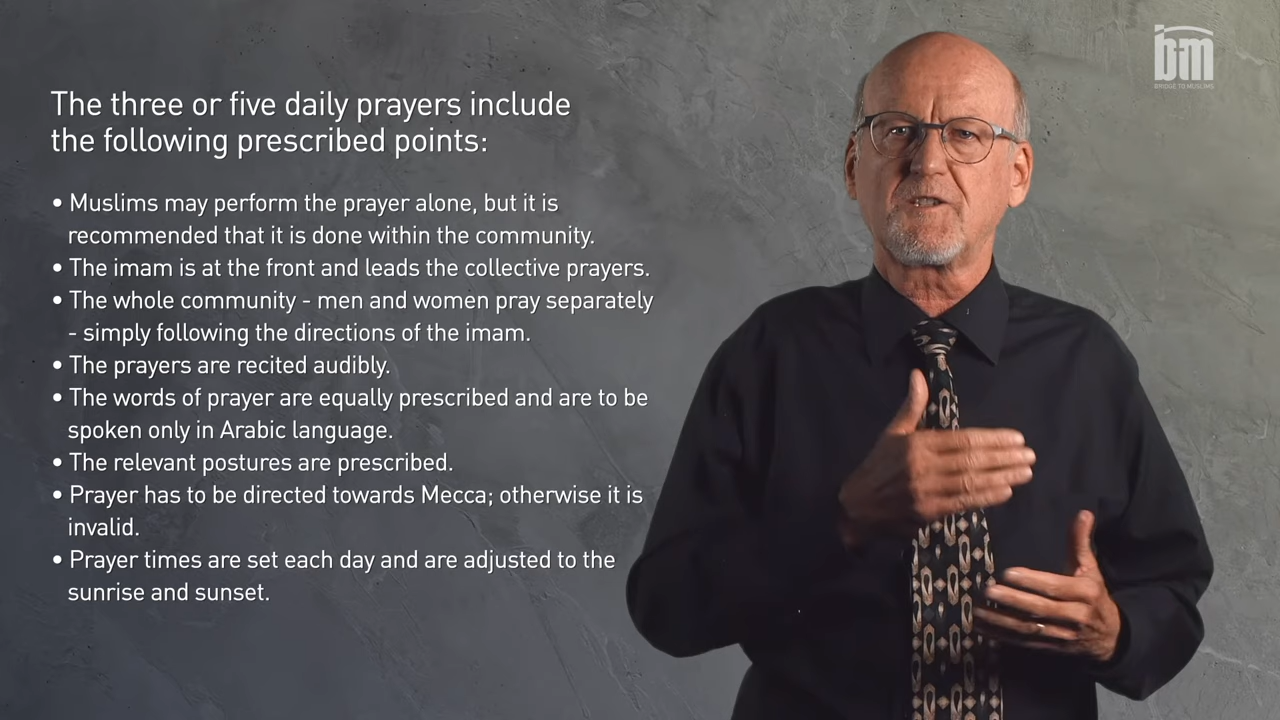 The three or five daily prayers include
the following prescribed points:
• Muslims may perform the prayer alone, but it is
recommended that it is done within the community.
• The imam is at the front and leads the collective prayers.
• The whole community - men and women pray separately
- simply following the directions of the imam.
• The prayers are recited audibly.
• The words of prayer are equally prescribed and are to be
spoken only in Arabic language.
• The relevant postures are prescribed.
• Prayer has to be directed towards Mecca; otherwise it is
invalid.
• Prayer times are set each day and are adjusted to the
sunrise and sunset.
bm
BRIDGE TO MUSLIMS